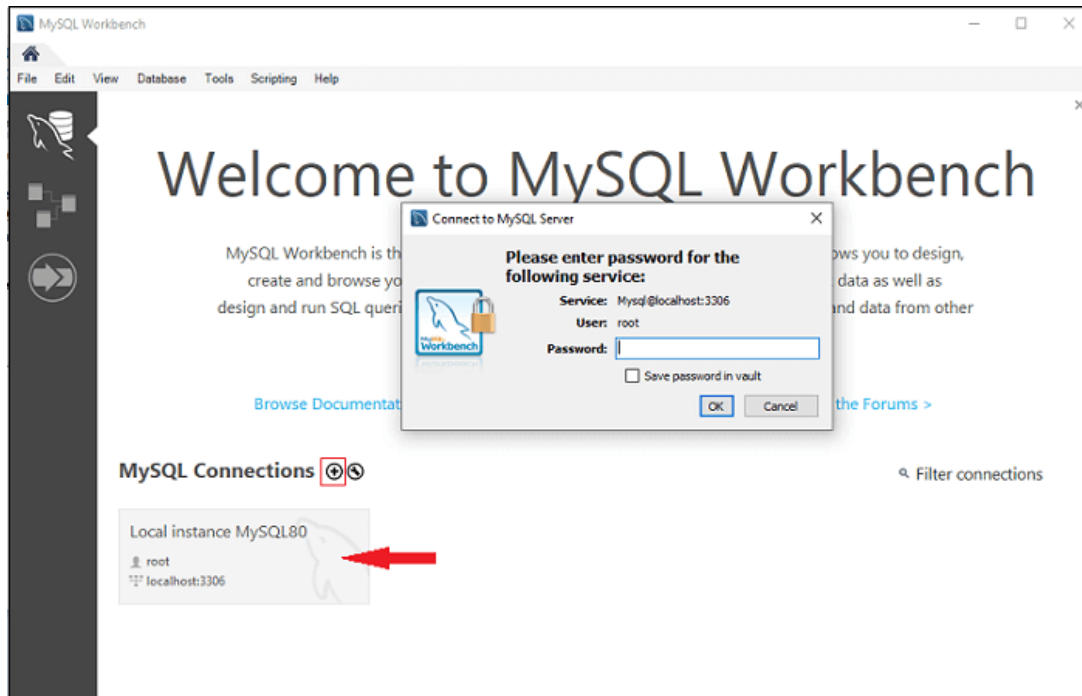 MySQL Workbench
File Edit View Database Tools Scripting Help
Welcome to MySQL Workbench
MySQL Workbench is th
ows you to design,
create and browse yo
data as well as
design and run SQL queri
and data from other
Browse Documentat
the Forums >
Connect to MySQL Server
Please enter password for the
following service:
Service: Mysql@localhost:3306
User: root
Password:
Save password in vault
OK Cancel
MySQL Workbench
MySQL Connections
Filter connections
Local instance MySQL80
root
localhost:3306